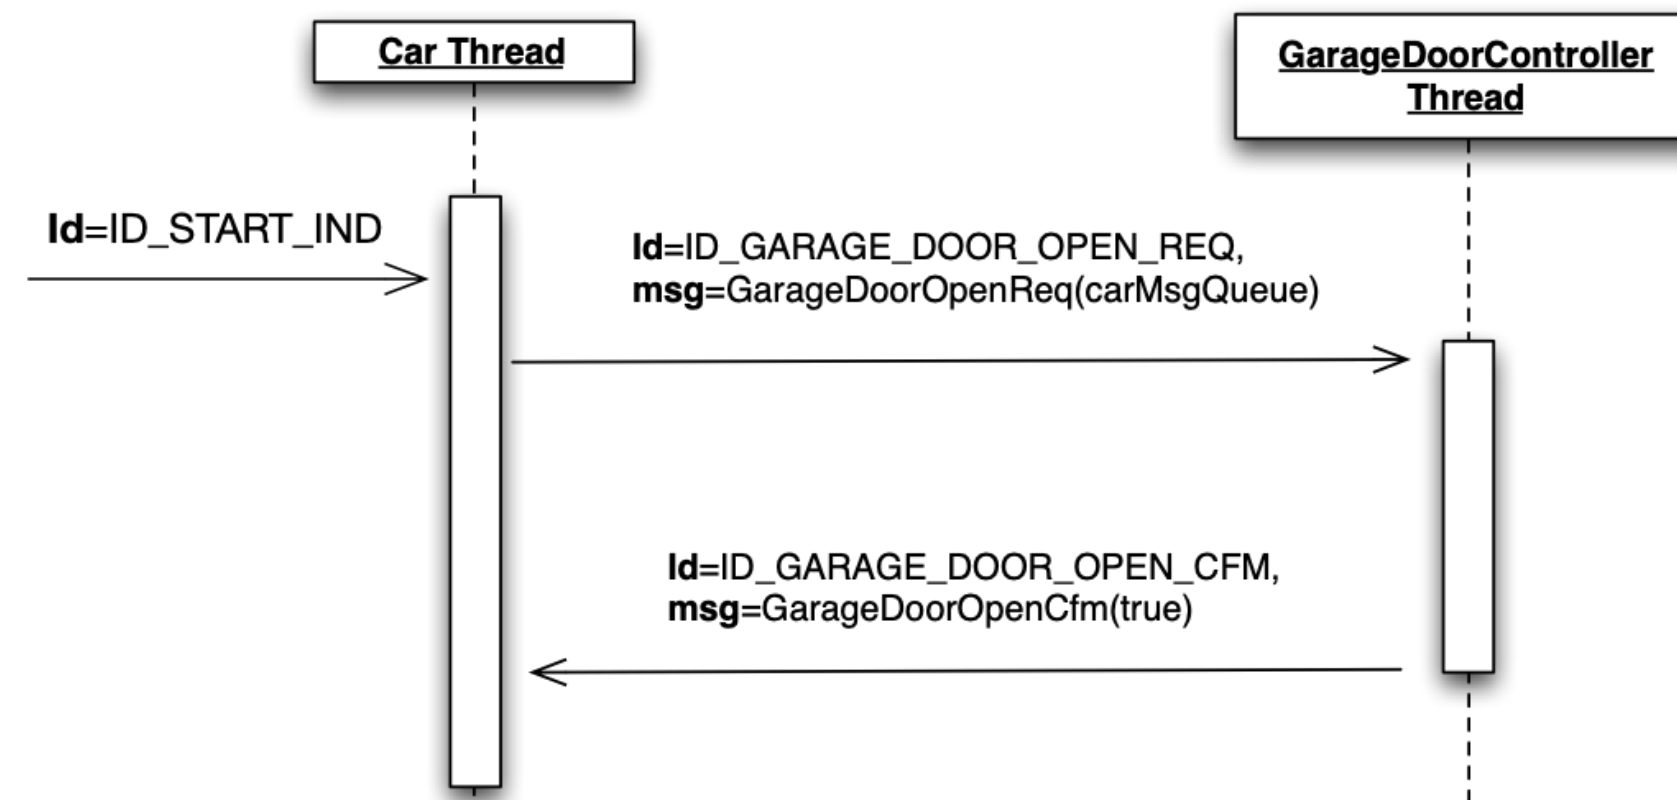 Car Thread
GarageDoorController
Thread
Id=ID_START_IND
Id=ID_GARAGE_DOOR_OPEN_REQ,
msg=GarageDoorOpenReq(carMsgQueue)
Id=ID_GARAGE_DOOR_OPEN_CFM,
msg=GarageDoorOpenCfm(true)